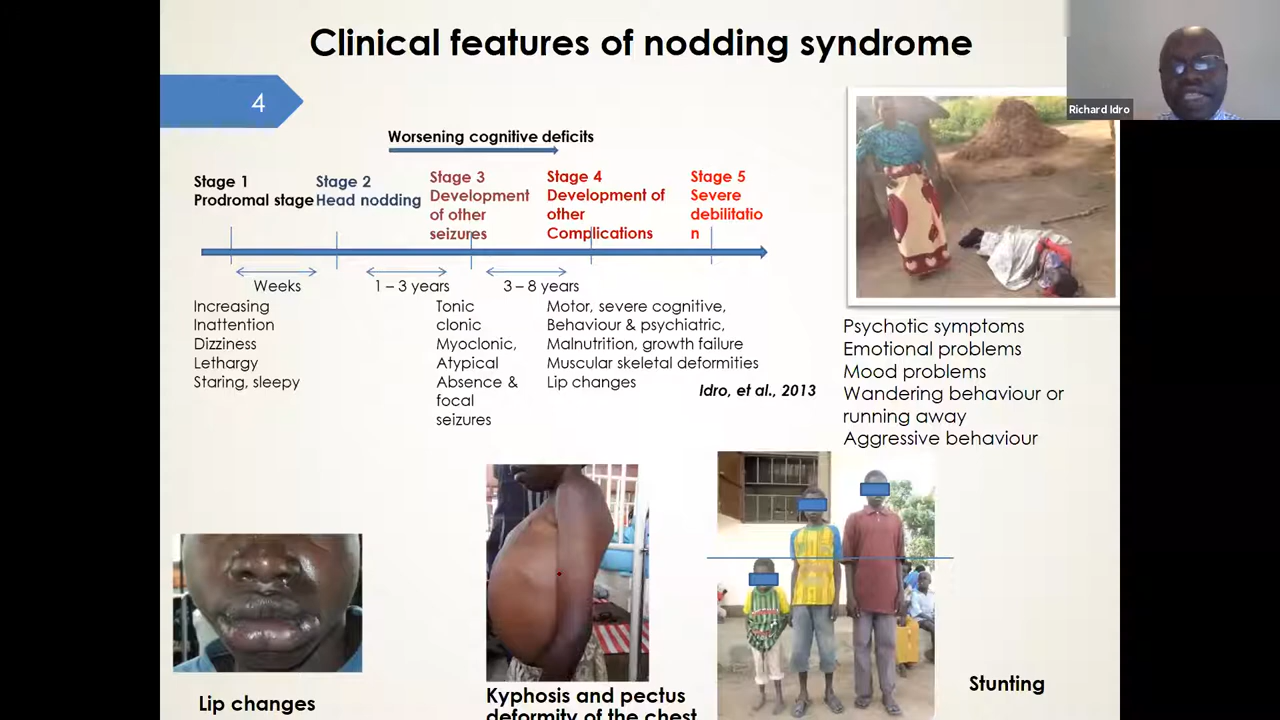 Clinical features of nodding syndrome
Richard Idro
4
Worsening cognitive deficits
Stage 1
Prodromal stage
Stage 2
Head nodding
Stage 3
Development
of other
seizures
Stage 4
Development of
other
Complications
Stage 5
Severe
debilitatio
n
Weeks
1 – 3 years
3 – 8 years
Increasing
Inattention
Dizziness
Lethargy
Staring, sleepy
Tonic
clonic
Myoclonic,
Atypical
Absence &
focal
seizures
Motor, severe cognitive,
Behaviour & psychiatric,
Malnutrition, growth failure
Muscular skeletal deformities
Lip changes
Idro, et al., 2013
Psychotic symptoms
Emotional problems
Mood problems
Wandering behaviour or
running away
Aggressive behaviour
Lip changes
Kyphosis and pectus
deformity of the chest
Stunting